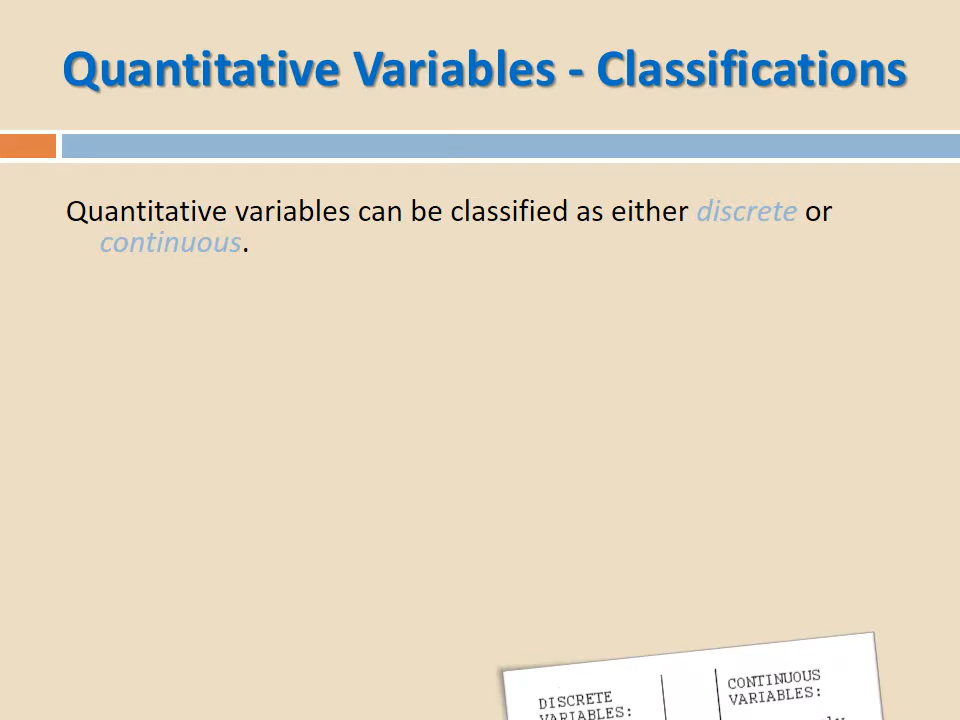 Quantitative Variables - Classifications
Quantitative variables can be classified as either discrete or
continuous.
DISCRETE
VARIABLES:
CONTINUOUS
VARIABLES: